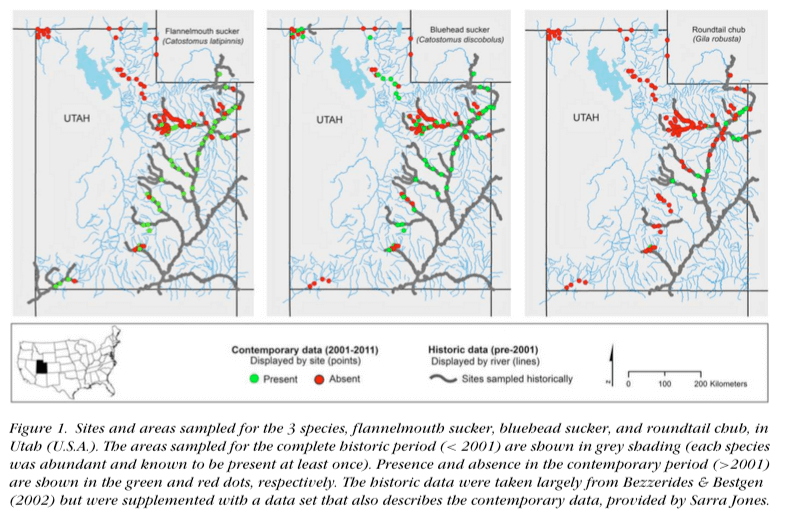 Flannelmouth sucker
(Catostomus latipinnis)
UTAH
Bluehead sucker
(Catostomus discobolus)
UTAH
Roundtail chub
(Gila robusta)
UTAH
Contemporary data (2001-2011)
Displayed by site (points)
Present
Absent
Historic data (pre-2001)
Displayed by river (lines)
Sites sampled historically
N
0 100 200 Kilometers
Figure 1. Sites and areas sampled for the 3 species, flannelmouth sucker, bluehead sucker, and roundtail chub, in
Utah (U.S.A.). The areas sampled for the complete historic period (< 2001) are shown in grey shading (each species
was abundant and known to be present at least once). Presence and absence in the contemporary period (>2001)
are shown in the green and red dots, respectively. The historic data were taken largely from Bezzerides & Bestgen
(2002) but were supplemented with a data set that also describes the contemporary data, provided by Sarra Jones.